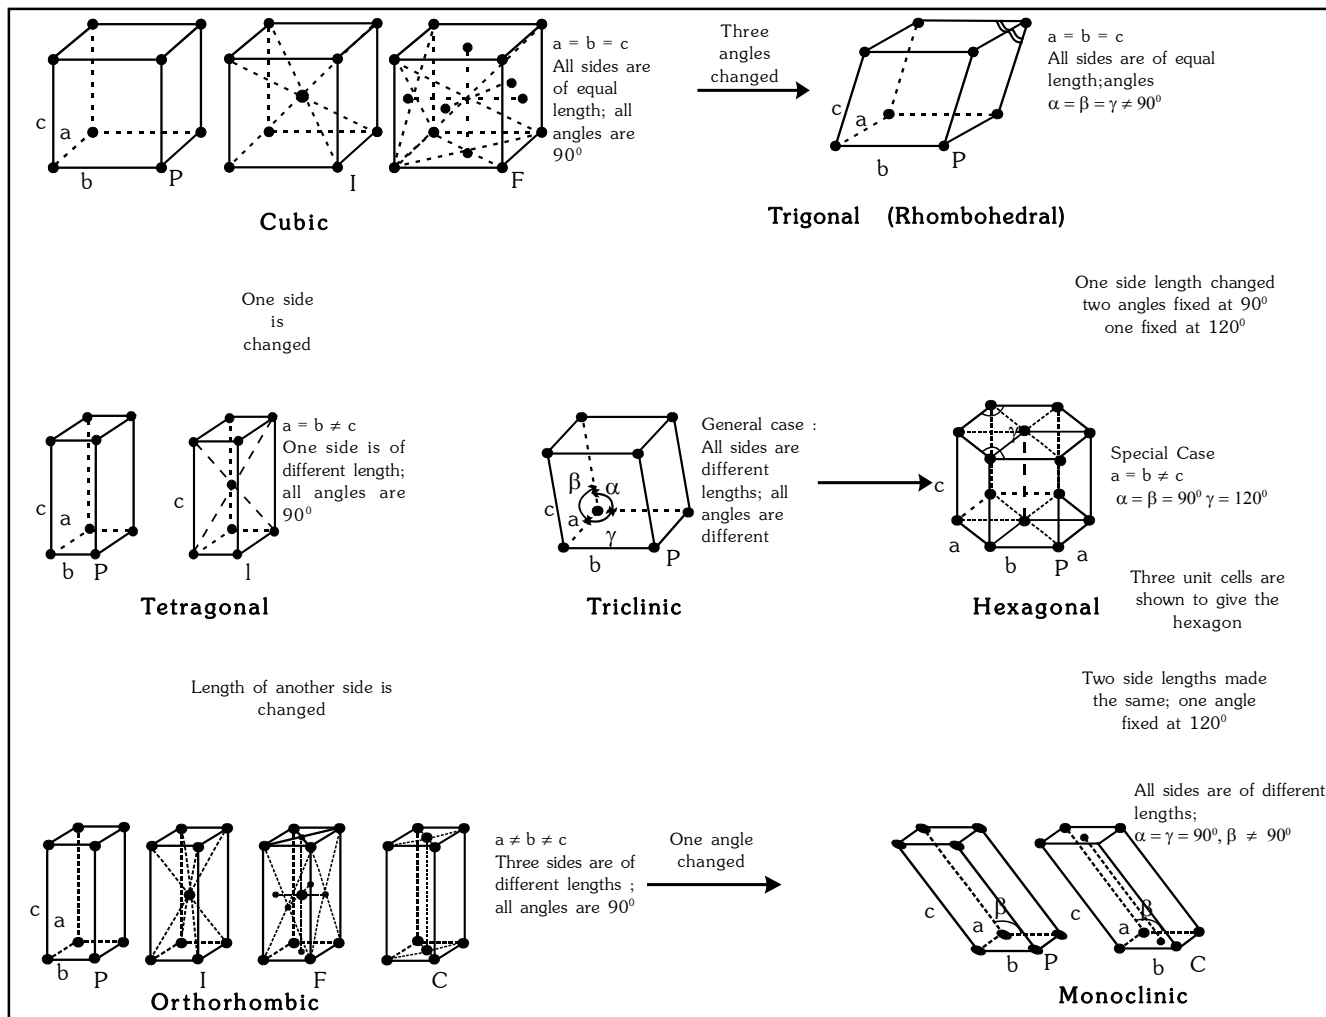 a = b = c
All sides are
of equal
length; all
angles are
90⁰
c
a
b
P
I
F
Cubic
Three
angles
changed
a = b = c
All sides are of equal
length;angles
α = β = γ ≠ 90⁰
c
a
b
P
Trigonal (Rhombohedral)
One side
is
changed
One side length changed
two angles fixed at 90⁰
one fixed at 120⁰
a = b ≠ c
One side is of
different length;
all angles are
90⁰
c
a
b
P
c
l
Tetragonal
General case :
All sides are
different
lengths; all
angles are
different
β
α
c
a
γ
b
P
Triclinic
γ
c
a
b
P
a
Special Case
a = b ≠ c
α = β = 90⁰ γ = 120⁰
Hexagonal
Three unit cells are
shown to give the
hexagon
Length of another side is
changed
Two side lengths made
the same; one angle
fixed at 120⁰
c
a
b
P
I
F
C
a ≠ b ≠ c
Three sides are of
different lengths ;
all angles are 90⁰
Orthorhombic
One angle
changed
All sides are of different
lengths;
α = γ = 90⁰, β ≠ 90⁰
c
β
a
b
P
c
β
a
b
C
Monoclinic